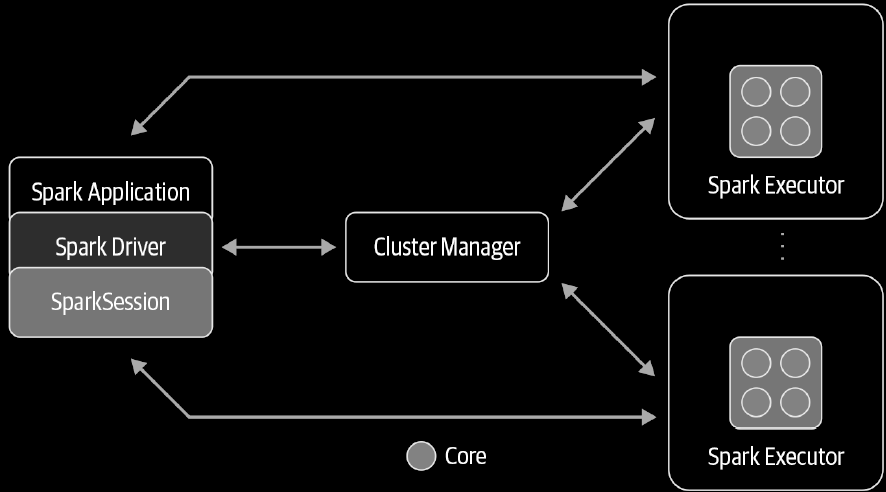 Spark Application
Spark Driver
SparkSession
Cluster Manager
Spark Executor
Spark Executor
Core